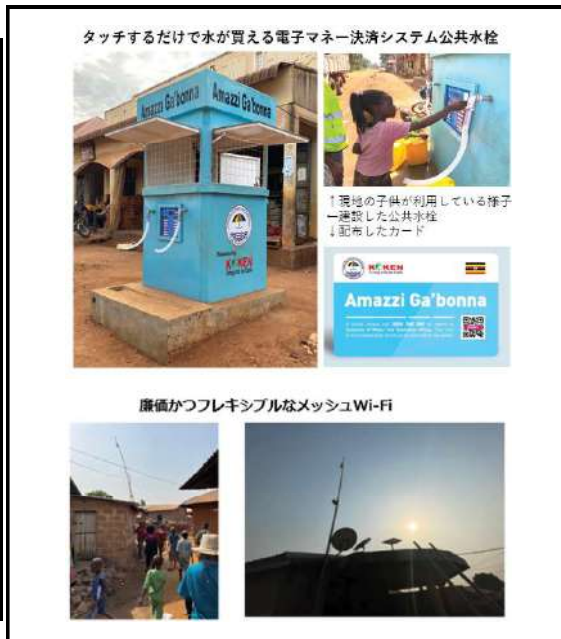 タッチするだけで水が買える電子マネー決済システム公共水栓
Amazzi Ga'bonna
Amazzi Ga'bonna
KOKEN
↑現地の子供が利用している様子
←建設した公共水栓
↓配布したカード
KOKEN
Amazzi Ga'bonna
廉価かつフレキシブルなメッシュWi-Fi